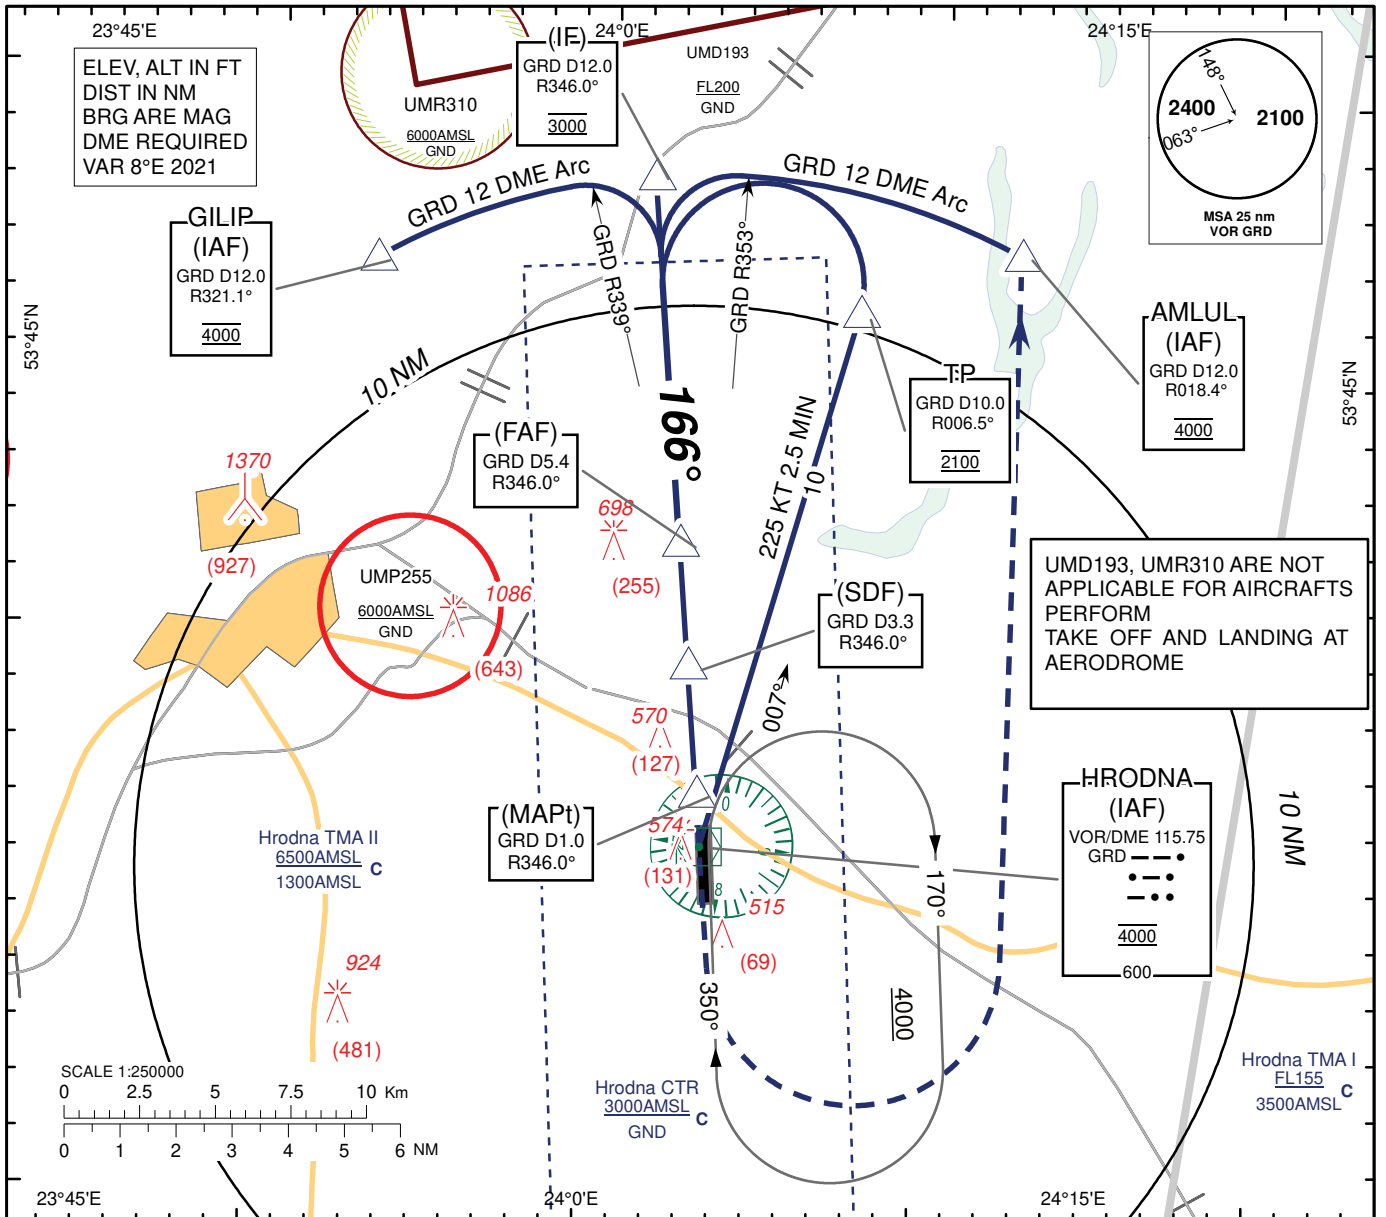 23°45'E
24°0'E
24°15'E
ELEV, ALT IN FT
DIST IN NM
BRG ARE MAG
DME REQUIRED
VAR 8°E 2021
UMR310
6000AMSL
GND
(IF)
GRD D12.0
R346.0°
3000
UMD193
FL200
GND
148°
2400
2100
063°
MSA 25 nm
VOR GRD
GILIP
(IAF)
GRD D12.0
R321.1°
4000
GRD 12 DME Arc
GRD 12 DME Arc
GRD R339°
GRD R353°
AMLUL
(IAF)
GRD D12.0
R018.4°
4000
53°45'N
53°45'N
10 NM
166°
TP
GRD D10.0
R006.5°
2100
(FAF)
GRD D5.4
R346.0°
225 KT 2.5 MIN
10
1370
(927)
698
(255)
UMP255
6000AMSL
GND
1086
(643)
UMD193, UMR310 ARE NOT
APPLICABLE FOR AIRCRAFTS
PERFORM
TAKE OFF AND LANDING AT
AERODROME
(SDF)
GRD D3.3
R346.0°
007°
570
(127)
(MAPt)
GRD D1.0
R346.0°
0
574
(131)
8
515
(69)
HRODNA
(IAF)
VOR/DME 115.75
GRD
4000
600
10 NM
Hrodna TMA II
6500AMSL
C
1300AMSL
170°
350°
4000
924
(481)
Hrodna CTR
3000AMSL
C
GND
Hrodna TMA I
FL155
C
3500AMSL
SCALE 1:250000
0 2.5 5 7.5 10 Km
0 1 2 3 4 5 6 NM
23°45'E
24°0'E
24°15'E